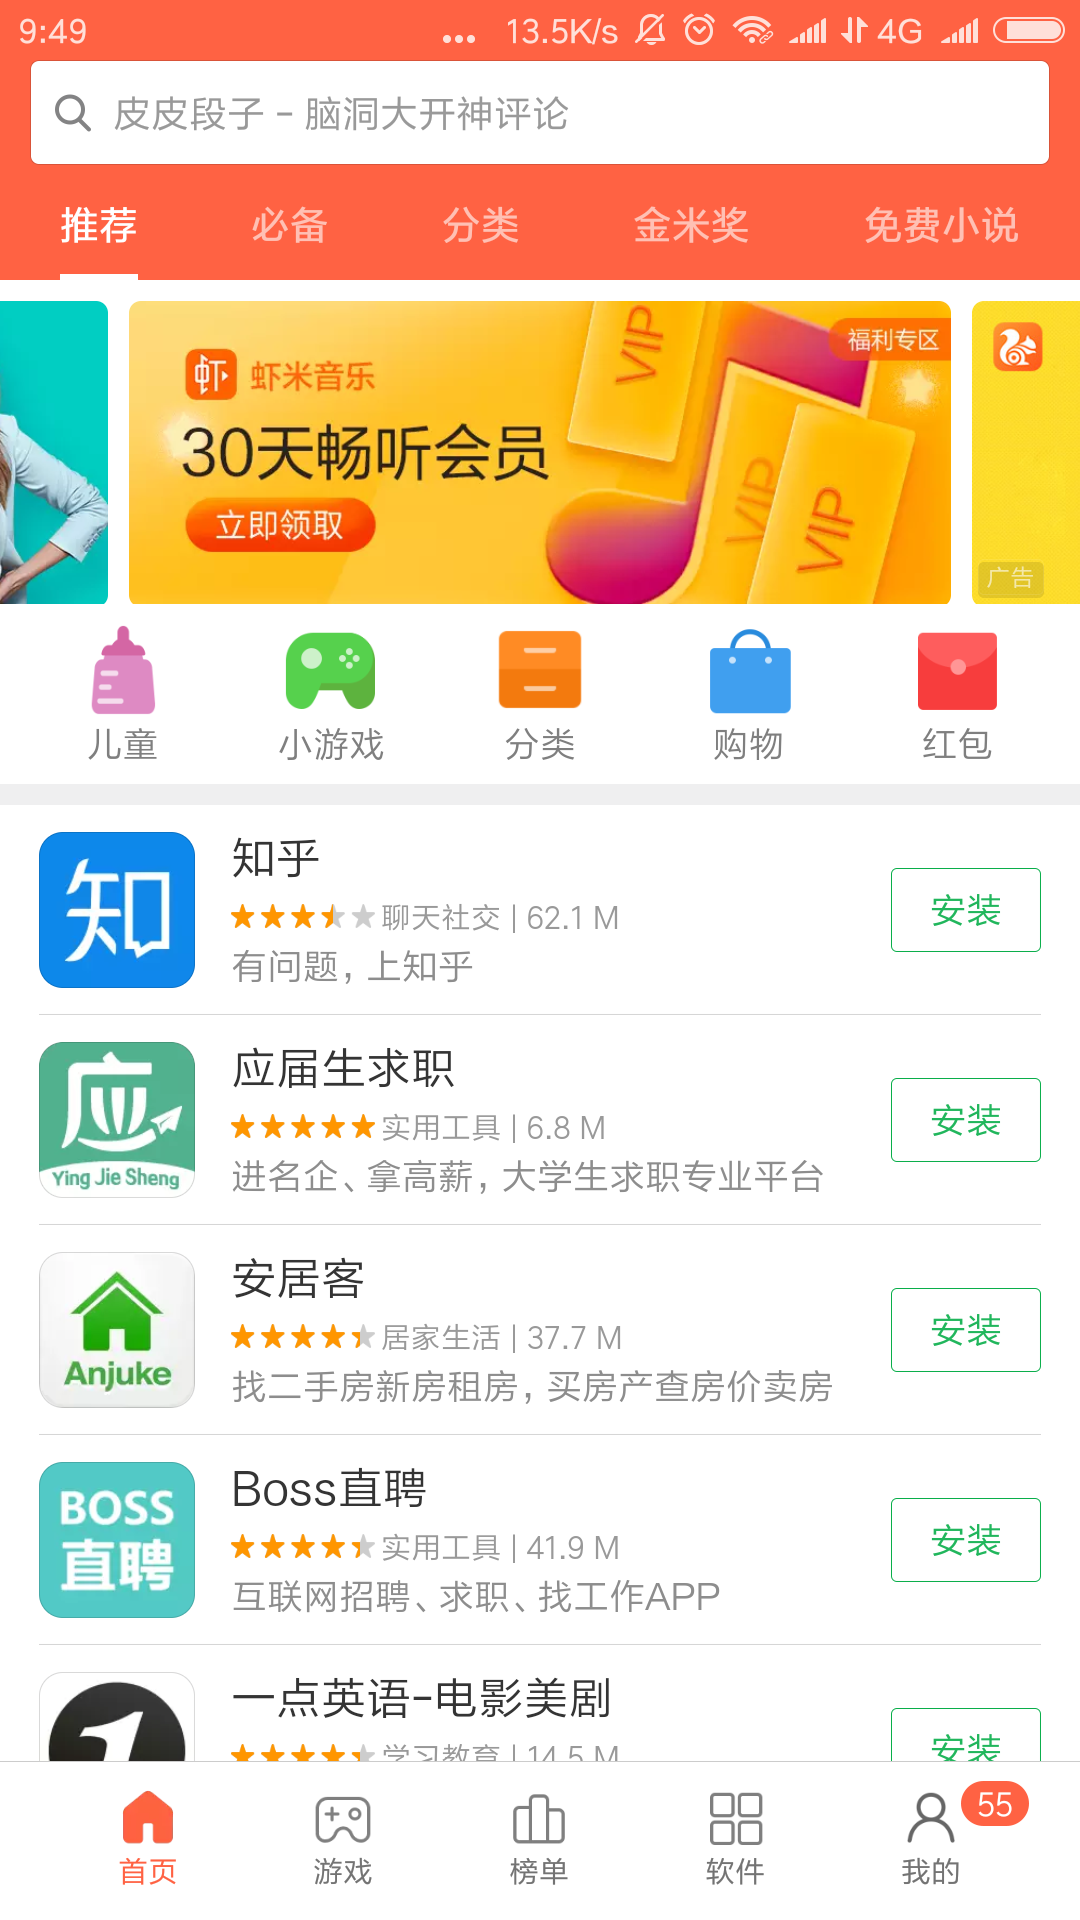 9:49
... 13.5K/s 4G
皮皮段子 - 脑洞大开神评论
推荐 必备 分类 金米奖 免费小说
福利专区
虾 虾米音乐
30天畅听会员
立即领取
VIP
VIP
VIP
广告
儿童 小游戏 分类 购物 红包
知
知乎
聊天社交 | 62.1 M
有问题，上知乎
安装
应
Ying Jie Sheng
应届生求职
实用工具 | 6.8 M
进名企、拿高薪，大学生求职专业平台
安装
Anjuke
安居客
居家生活 | 37.7 M
找二手房新房租房，买房产查房价卖房
安装
BOSS
直聘
Boss直聘
实用工具 | 41.9 M
互联网招聘、求职、找工作APP
安装
1
一点英语-电影美剧
学习教育 | 14.5 M
安装
55
首页 游戏 榜单 软件 我的